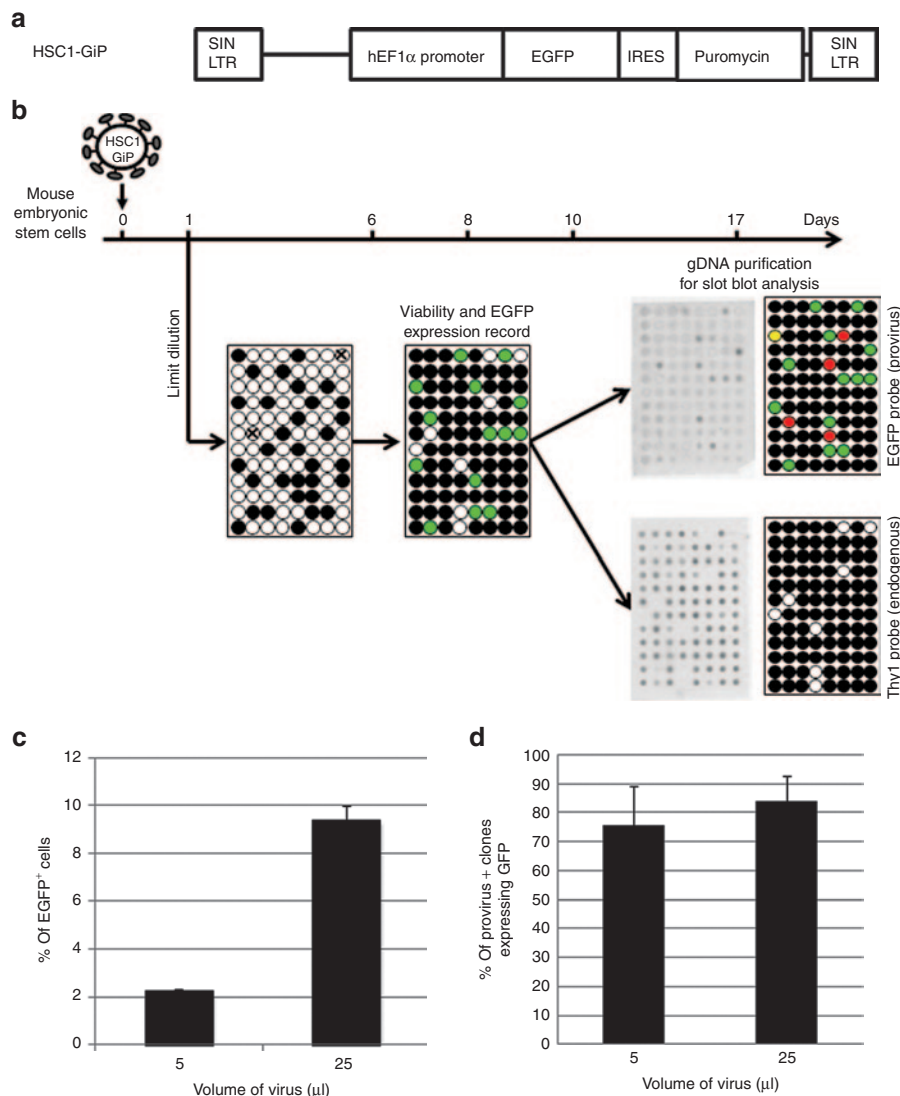 a
HSC1-GiP
SIN
LTR
hEF1α promoter
EGFP
IRES
Puromycin
SIN
LTR
b
HSC1
GiP
Mouse
embryonic
stem cells
0
1
6
8
10
17
Days
Limit dilution
Viability and EGFP
expression record
gDNA purification
for slot blot analysis
EGFP probe (provirus)
Thy1 probe (endogenous)
c
12
10
8
6
4
2
0
% Of EGFP+ cells
5
25
Volume of virus (µl)
d
100
90
80
70
60
50
40
30
20
10
0
% Of provirus + clones
expressing GFP
5
25
Volume of virus (µl)